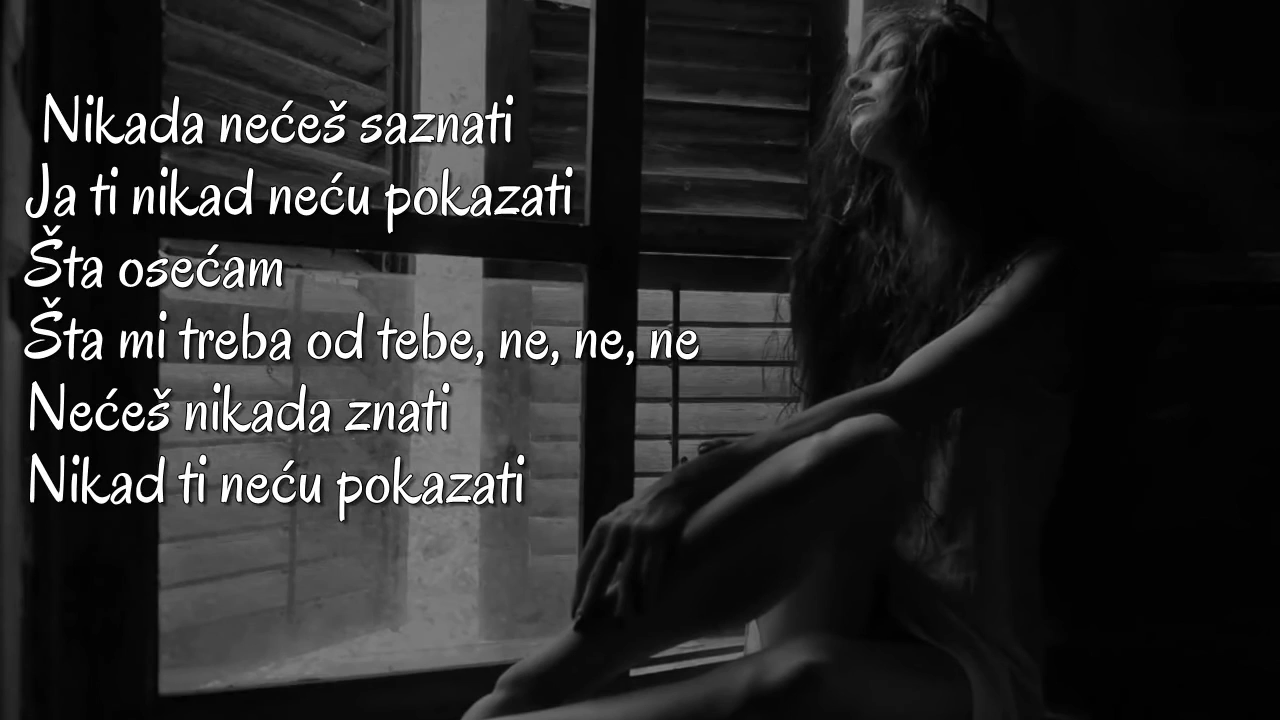 Nikada nećeš saznati
Ja ti nikad neću pokazati
Šta osećam
Šta mi treba od tebe, ne, ne, ne
Nećeš nikada znati
Nikad ti neću pokazati